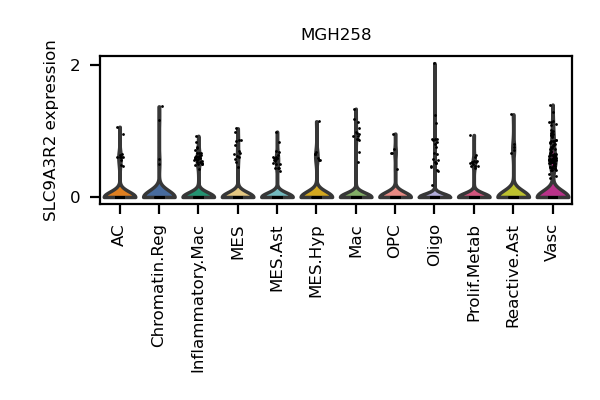 MGH258
SLC9A3R2 expression
2
0
AC
Chromatin.Reg
Inflammatory.Mac
MES
MES.Ast
MES.Hyp
Mac
OPC
Oligo
Prolif.Metab
Reactive.Ast
Vasc